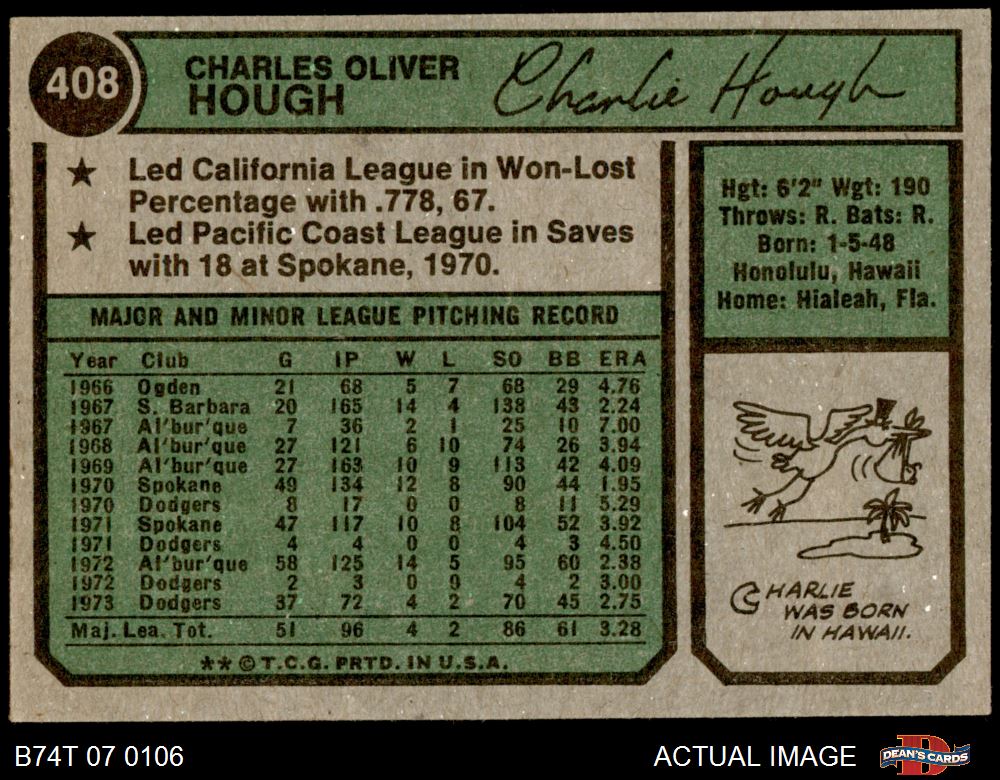 408
CHARLES OLIVER
HOUGH
Charlie Hough
★ Led California League in Won-Lost
Percentage with .778, 67.
★ Led Pacific Coast League in Saves
with 18 at Spokane, 1970.
Hgt: 6'2" Wgt: 190
Throws: R. Bats: R.
Born: 1-5-48
Honolulu, Hawaii
Home: Hialeah, Fla.
MAJOR AND MINOR LEAGUE PITCHING RECORD
Year Club G IP W L SO BB ERA
1966 Ogden 21 68 5 7 68 29 4.76
1967 S. Barbara 20 165 14 4 138 43 2.24
1967 Al'bur'que 7 36 2 1 25 10 7.00
1968 Al'bur'que 27 121 6 10 74 26 3.94
1969 Al'bur'que 27 163 10 9 113 42 4.09
1970 Spokane 49 134 12 8 90 44 1.95
1970 Dodgers 8 17 0 0 8 11 5.29
1971 Spokane 47 117 10 8 104 52 3.92
1971 Dodgers 4 4 0 0 4 3 4.50
1972 Al'bur'que 58 125 14 5 95 60 2.38
1972 Dodgers 2 3 0 0 4 2 3.00
1973 Dodgers 37 72 4 2 70 45 2.75
Maj. Lea. Tot. 51 96 4 2 86 61 3.28
** © T.C.G. PRTD. IN U.S.A.
CHARLIE
WAS BORN
IN HAWAII.
B74T 07 0106
ACTUAL IMAGE
DEAN'S CARDS